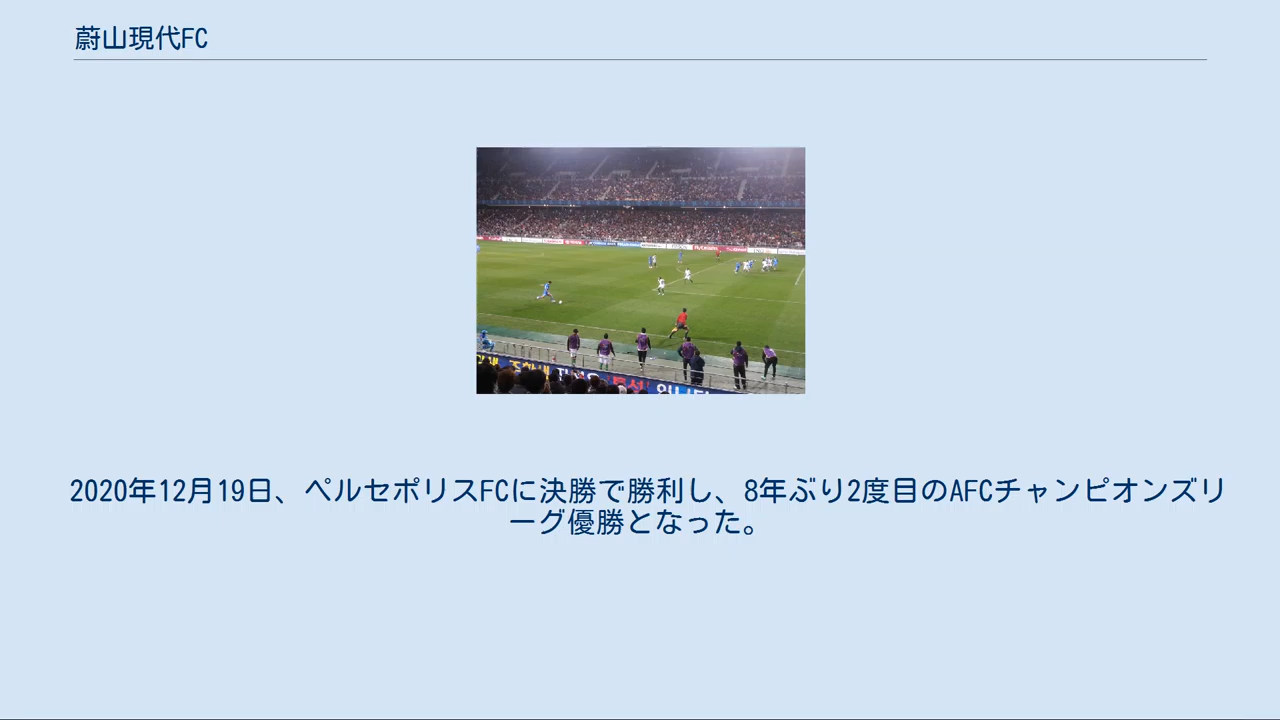 蔚山現代FC
2020年12月19日、ペルセポリスFCに決勝で勝利し、8年ぶり2度目のAFCチャンピオンズリ
ーグ優勝となった。